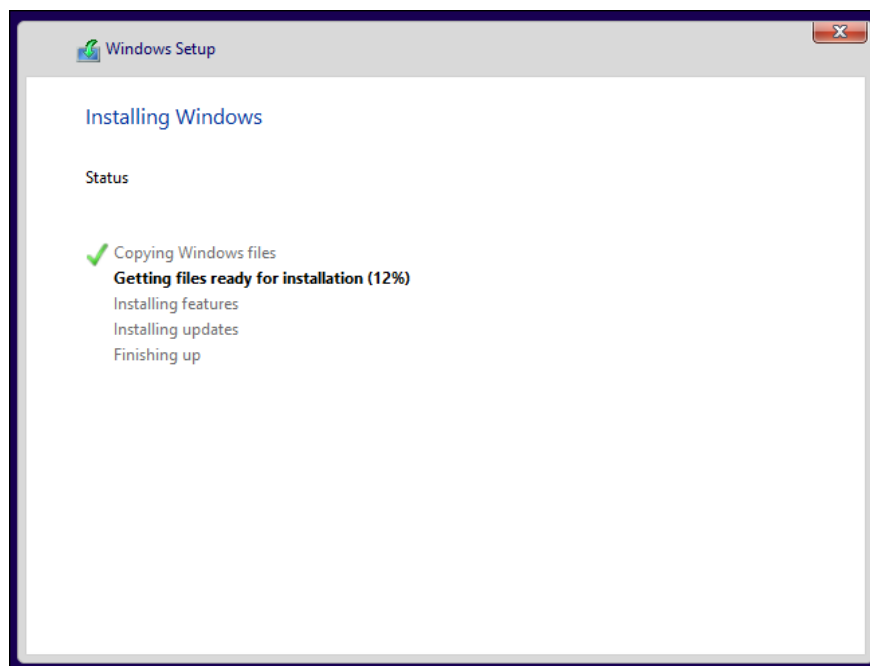 Windows Setup
Installing Windows
Status
Copying Windows files
Getting files ready for installation (12%)
Installing features
Installing updates
Finishing up